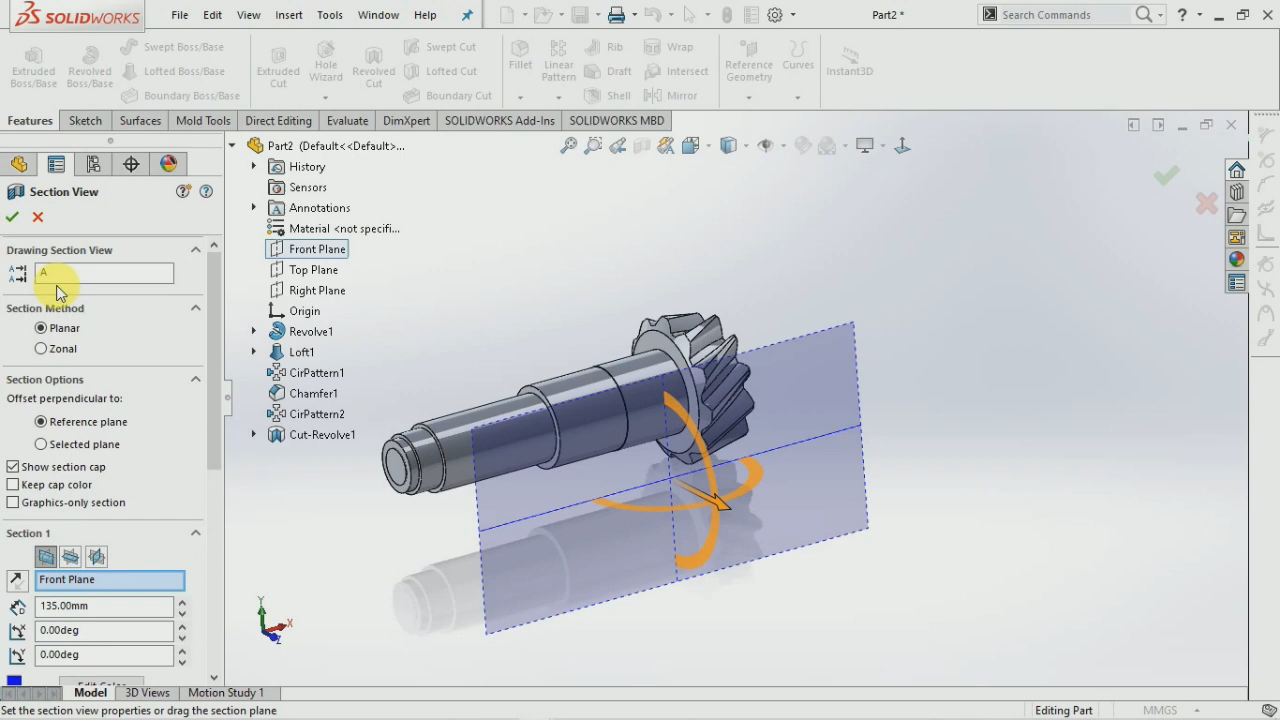 SOLIDWORKS
File Edit View Insert Tools Window Help
Part2 *
Search Commands
Extruded Boss/Base
Revolved Boss/Base
Swept Boss/Base
Lofted Boss/Base
Boundary Boss/Base
Extruded Cut
Hole Wizard
Revolved Cut
Swept Cut
Lofted Cut
Boundary Cut
Fillet
Linear Pattern
Rib
Draft
Shell
Wrap
Intersect
Mirror
Reference Geometry
Curves
Instant3D
Features Sketch Surfaces Mold Tools Direct Editing Evaluate DimXpert SOLIDWORKS Add-Ins SOLIDWORKS MBD
Section View
Drawing Section View
A
Section Method
Planar
Zonal
Section Options
Offset perpendicular to:
Reference plane
Selected plane
Show section cap
Keep cap color
Graphics-only section
Section 1
Front Plane
135.00mm
0.00deg
0.00deg
Edit Color
Part2 (Default<<Default>...
History
Sensors
Annotations
Material <not specifi...
Front Plane
Top Plane
Right Plane
Origin
Revolve1
Loft1
CirPattern1
Chamfer1
CirPattern2
Cut-Revolve1
Y
X
Z
Model 3D Views Motion Study 1
Set the section view properties or drag the section plane
Editing Part
MMGS